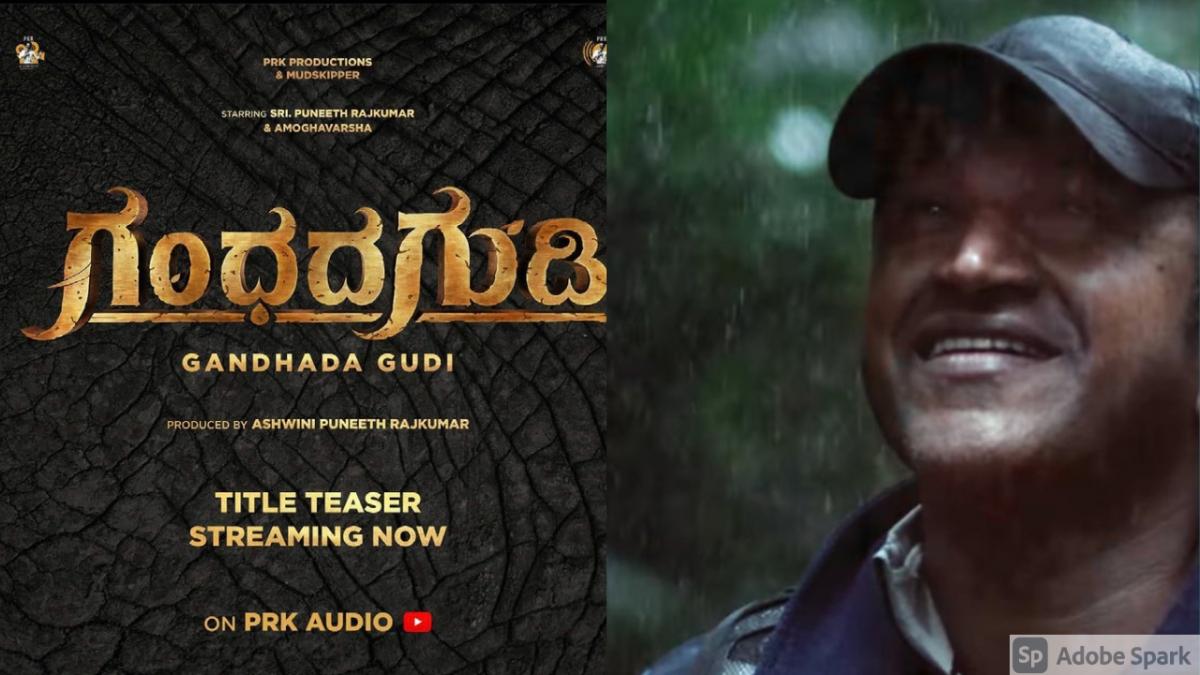 PRK PRODUCTIONS
& MUDSKIPPER
STARRING SRI. PUNEETH RAJKUMAR
& AMOGHAVARSHA
ಗಂಧದಗುಡಿ
GANDHADA GUDI
PRODUCED BY ASHWINI PUNEETH RAJKUMAR
TITLE TEASER
STREAMING NOW
ON PRK AUDIO
Sp Adobe Spark